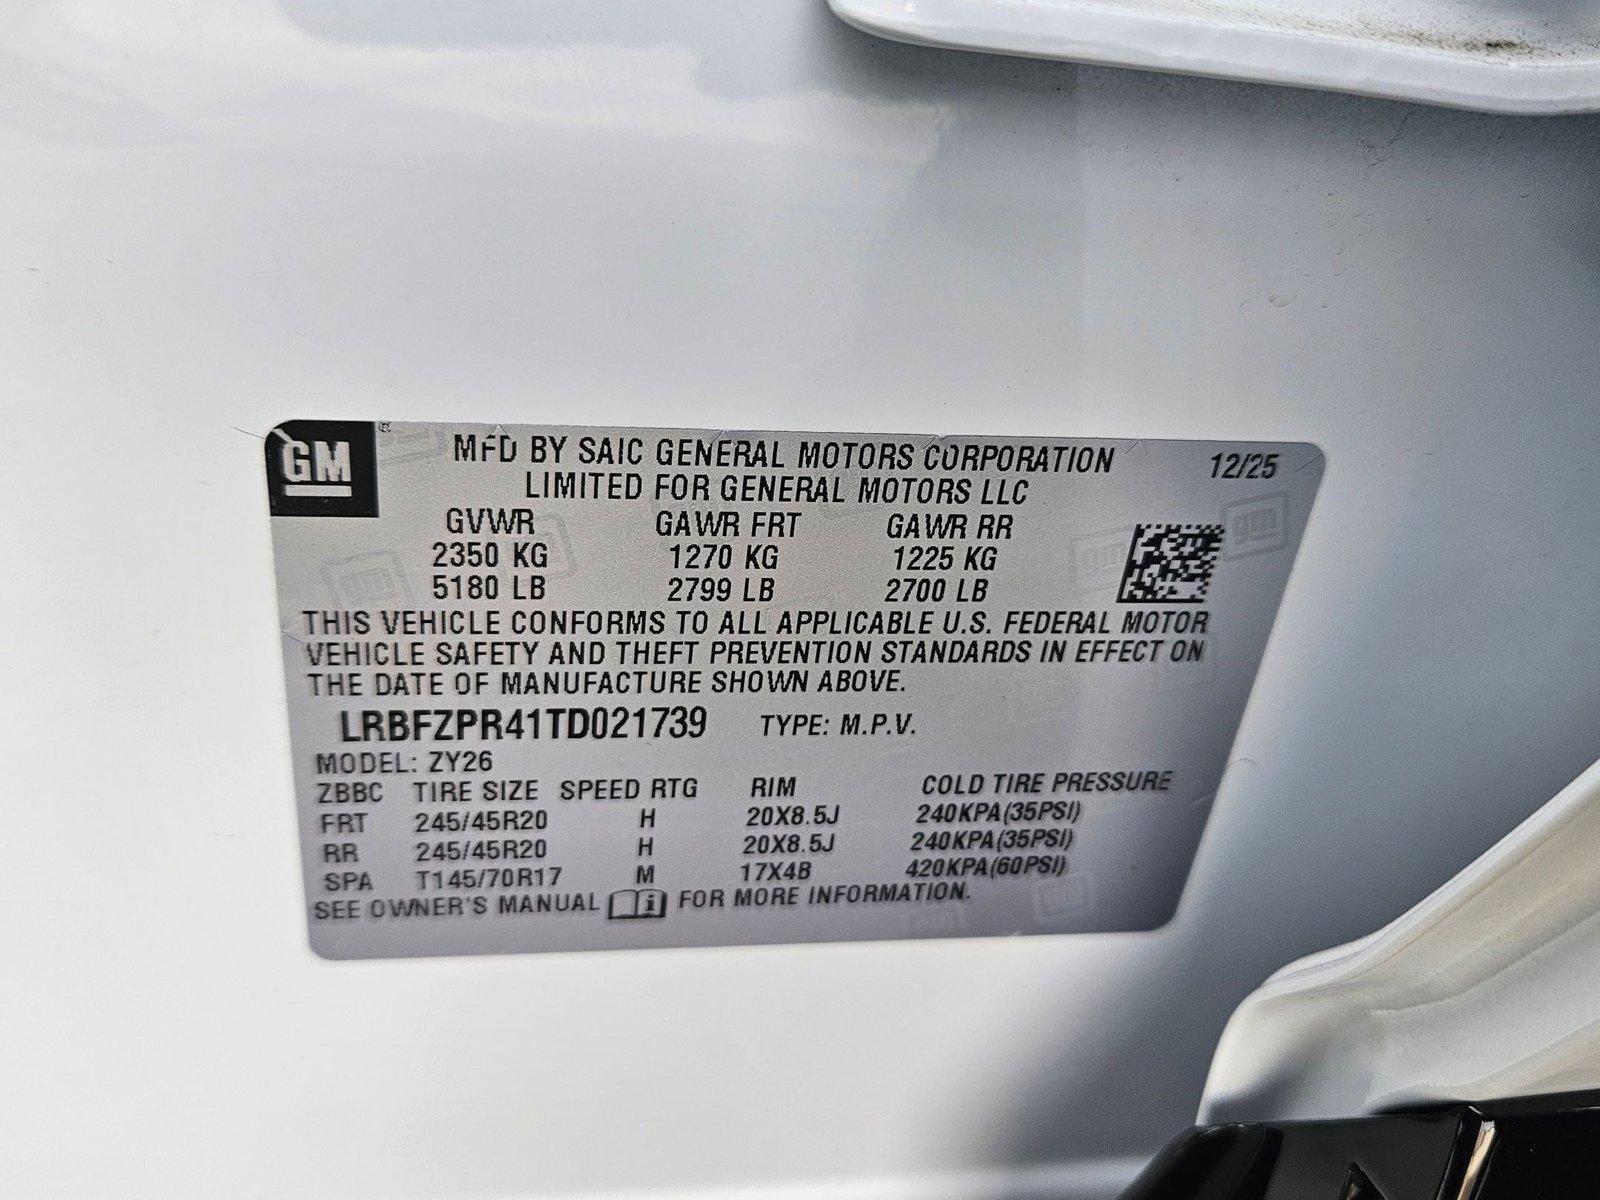 GM ®
MFD BY SAIC GENERAL MOTORS CORPORATION 12/25
LIMITED FOR GENERAL MOTORS LLC
GVWR GAWR FRT GAWR RR
2350 KG 1270 KG 1225 KG
5180 LB 2799 LB 2700 LB
THIS VEHICLE CONFORMS TO ALL APPLICABLE U.S. FEDERAL MOTOR
VEHICLE SAFETY AND THEFT PREVENTION STANDARDS IN EFFECT ON
THE DATE OF MANUFACTURE SHOWN ABOVE.
LRBFZPR41TD021739 TYPE: M.P.V.
MODEL: ZY26
ZBBC TIRE SIZE SPEED RTG RIM COLD TIRE PRESSURE
FRT 245/45R20 H 20X8.5J 240KPA(35PSI)
RR 245/45R20 H 20X8.5J 240KPA(35PSI)
SPA T145/70R17 M 17X4B 420KPA(60PSI)
SEE OWNER'S MANUAL i FOR MORE INFORMATION.